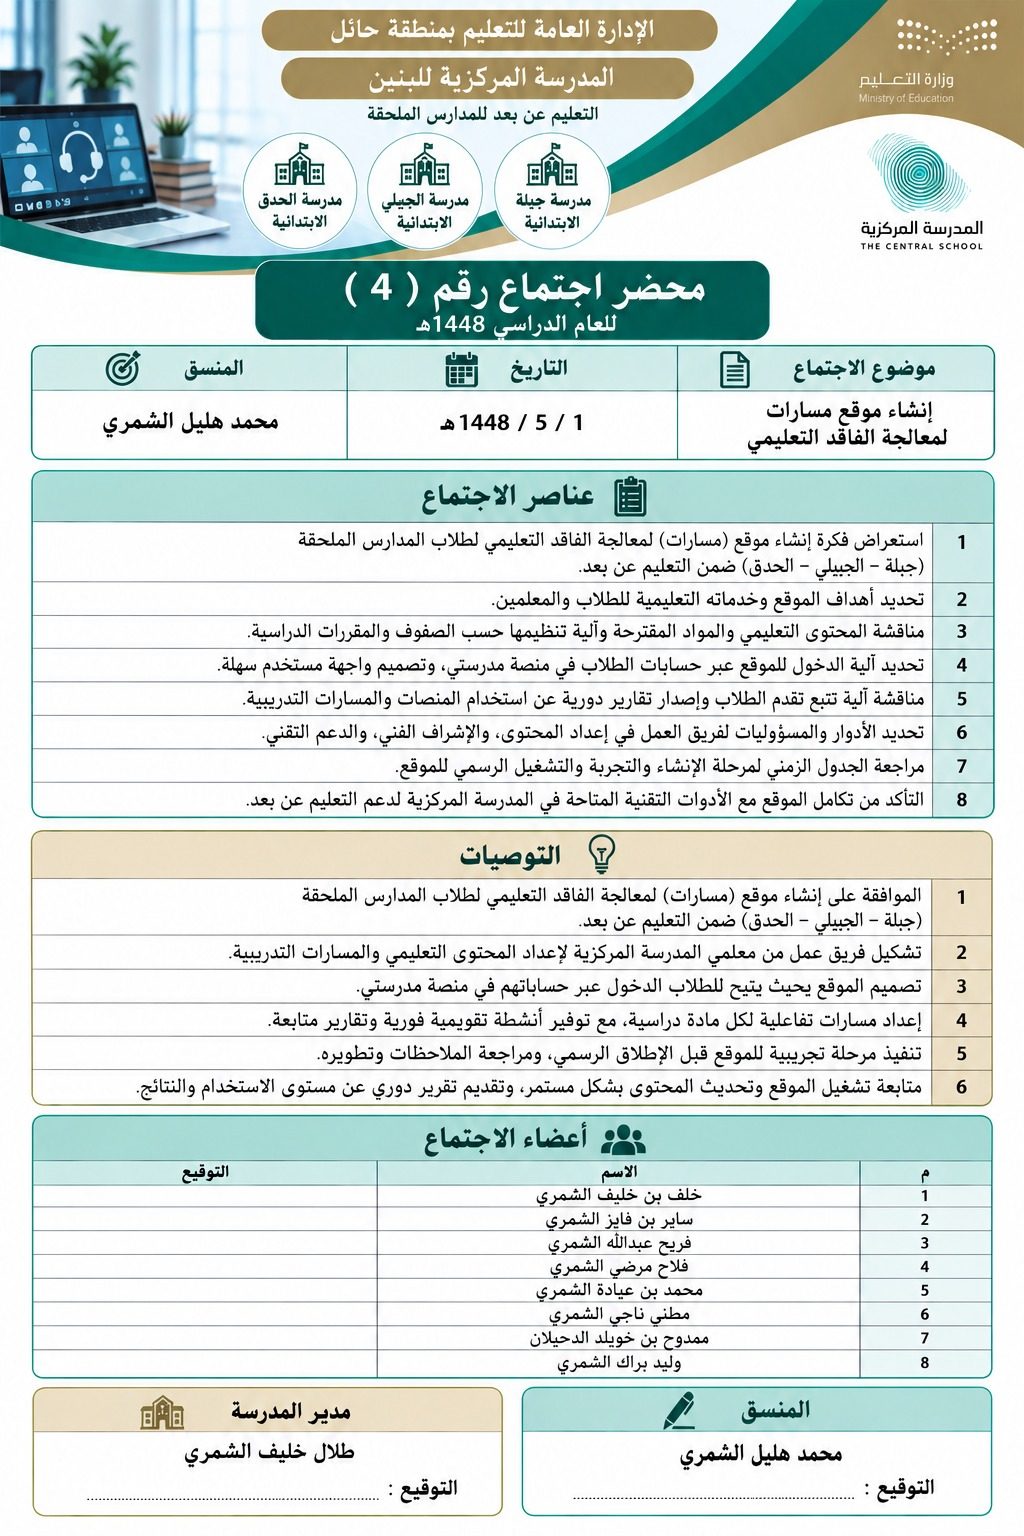 الإدارة العامة للتعليم بمنطقة حائل
المدرسة المركزية للبنين
التعليم عن بعد للمدارس الملحقة
وزارة التعـــليم
Ministry of Education
مدرسة جبلة
الابتدائية
مدرسة الجبيلي
الابتدائية
مدرسة الحدق
الابتدائية
المدرسة المركزية
THE CENTRAL SCHOOL
محضر اجتماع رقم ( 4 )
للعام الدراسي 1448هـ
موضوع الاجتماع
التاريخ
المنسق
إنشاء موقع مسارات
لمعالجة الفاقد التعليمي
1 / 5 / 1448هـ
محمد هليل الشمري
عناصر الاجتماع
1 استعراض فكرة إنشاء موقع (مسارات) لمعالجة الفاقد التعليمي لطلاب المدارس الملحقة
(جبلة – الجبيلي – الحدق) ضمن التعليم عن بعد.
2 تحديد أهداف الموقع وخدماته التعليمية للطلاب والمعلمين.
3 مناقشة المحتوى التعليمي والمواد المقترحة وآلية تنظيمها حسب الصفوف والمقررات الدراسية.
4 تحديد آلية الدخول للموقع عبر حسابات الطلاب في منصة مدرستي، وتصميم واجهة مستخدم سهلة.
5 مناقشة آلية تتبع تقدم الطلاب وإصدار تقارير دورية عن استخدام المنصات والمسارات التدريبية.
6 تحديد الأدوار والمسؤوليات لفريق العمل في إعداد المحتوى، والإشراف الفني، والدعم التقني.
7 مراجعة الجدول الزمني لمرحلة الإنشاء والتجربة والتشغيل الرسمي للموقع.
8 التأكد من تكامل الموقع مع الأدوات التقنية المتاحة في المدرسة المركزية لدعم التعليم عن بعد.
التوصيات
1 الموافقة على إنشاء موقع (مسارات) لمعالجة الفاقد التعليمي لطلاب المدارس الملحقة
(جبلة – الجبيلي – الحدق) ضمن التعليم عن بعد.
2 تشكيل فريق عمل من معلمي المدرسة المركزية لإعداد المحتوى التعليمي والمسارات التدريبية.
3 تصميم الموقع بحيث يتيح للطلاب الدخول عبر حساباتهم في منصة مدرستي.
4 إعداد مسارات تفاعلية لكل مادة دراسية، مع توفير أنشطة تقويمية فورية وتقارير متابعة.
5 تنفيذ مرحلة تجريبية للموقع قبل الإطلاق الرسمي، ومراجعة الملاحظات وتطويره.
6 متابعة تشغيل الموقع وتحديث المحتوى بشكل مستمر، وتقديم تقرير دوري عن مستوى الاستخدام والنتائج.
أعضاء الاجتماع
م الاسم التوقيع
1 خلف بن خليف الشمري
2 ساير بن فايز الشمري
3 فريح عبدالله الشمري
4 فلاح مرضي الشمري
5 محمد بن عيادة الشمري
6 مطني ناجي الشمري
7 ممدوح بن خويلد الدحيلان
8 وليد براك الشمري
المنسق
محمد هليل الشمري
التوقيع :
مدير المدرسة
طلال خليف الشمري
التوقيع :